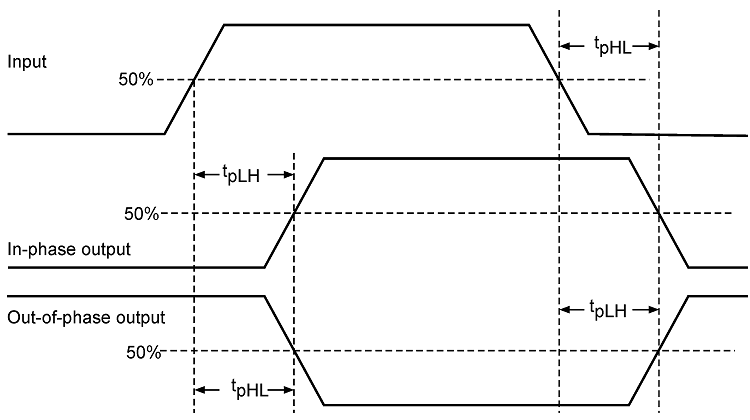 tpHL
Input
50%
tpLH
50%
In-phase output
Out-of-phase output
tpLH
50%
tpHL